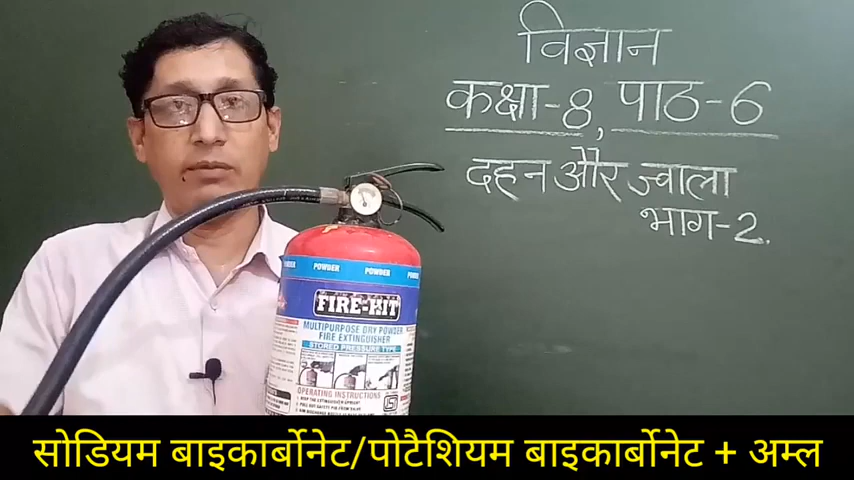 विज्ञान
कक्षा-8, पाठ-6
दहन और ज्वाला
भाग-2.
POWDER POWDER
FIRE-KIT
MULTIPURPOSE DRY POWDER
FIRE EXTINGUISHER
STORED PRESSURE TYPE
OPERATING INSTRUCTIONS
सोडियम बाइकार्बोनेट/पोटैशियम बाइकार्बोनेट + अम्ल